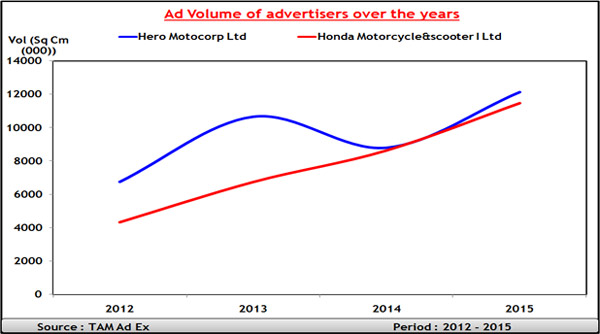 Ad Volume of advertisers over the years
Vol (Sq Cm
(000))
Hero Motocorp Ltd
Honda Motorcycle&scooter I Ltd
14000
12000
10000
8000
6000
4000
2000
0
2012 2013 2014 2015
Source : TAM Ad Ex Period : 2012 - 2015